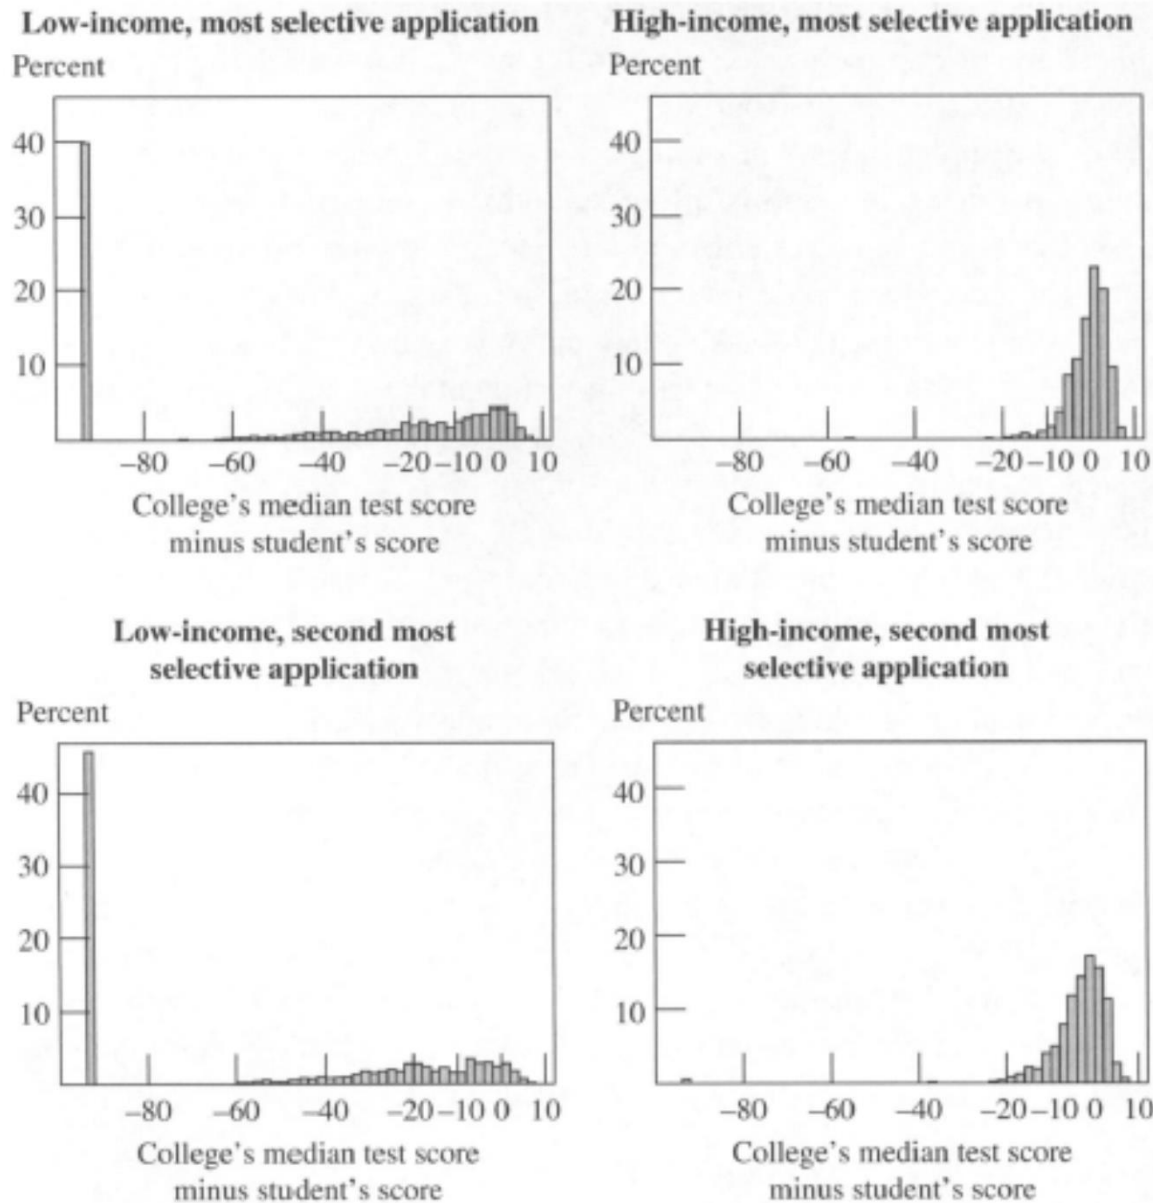 Low-income, most selective application
High-income, most selective application
Percent
Percent
40
30
20
10
40
30
20
10
–80 –60 –40 –20 –10 0 10
–80 –60 –40 –20 –10 0 10
College's median test score
minus student's score
College's median test score
minus student's score
Low-income, second most
selective application
High-income, second most
selective application
Percent
Percent
40
30
20
10
40
30
20
10
–80 –60 –40 –20 –10 0 10
–80 –60 –40 –20 –10 0 10
College's median test score
minus student's score
College's median test score
minus student's score